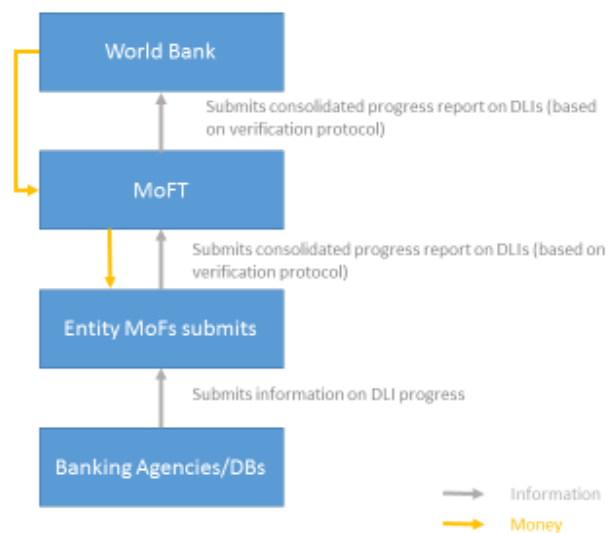 World Bank
Submits consolidated progress report on DLIs (based
on verification protocol)
MoFT
Submits consolidated progress report on DLIs (based on
verification protocol)
Entity MoFs submits
Submits information on DLI progress
Banking Agencies/DBs
Information
Money